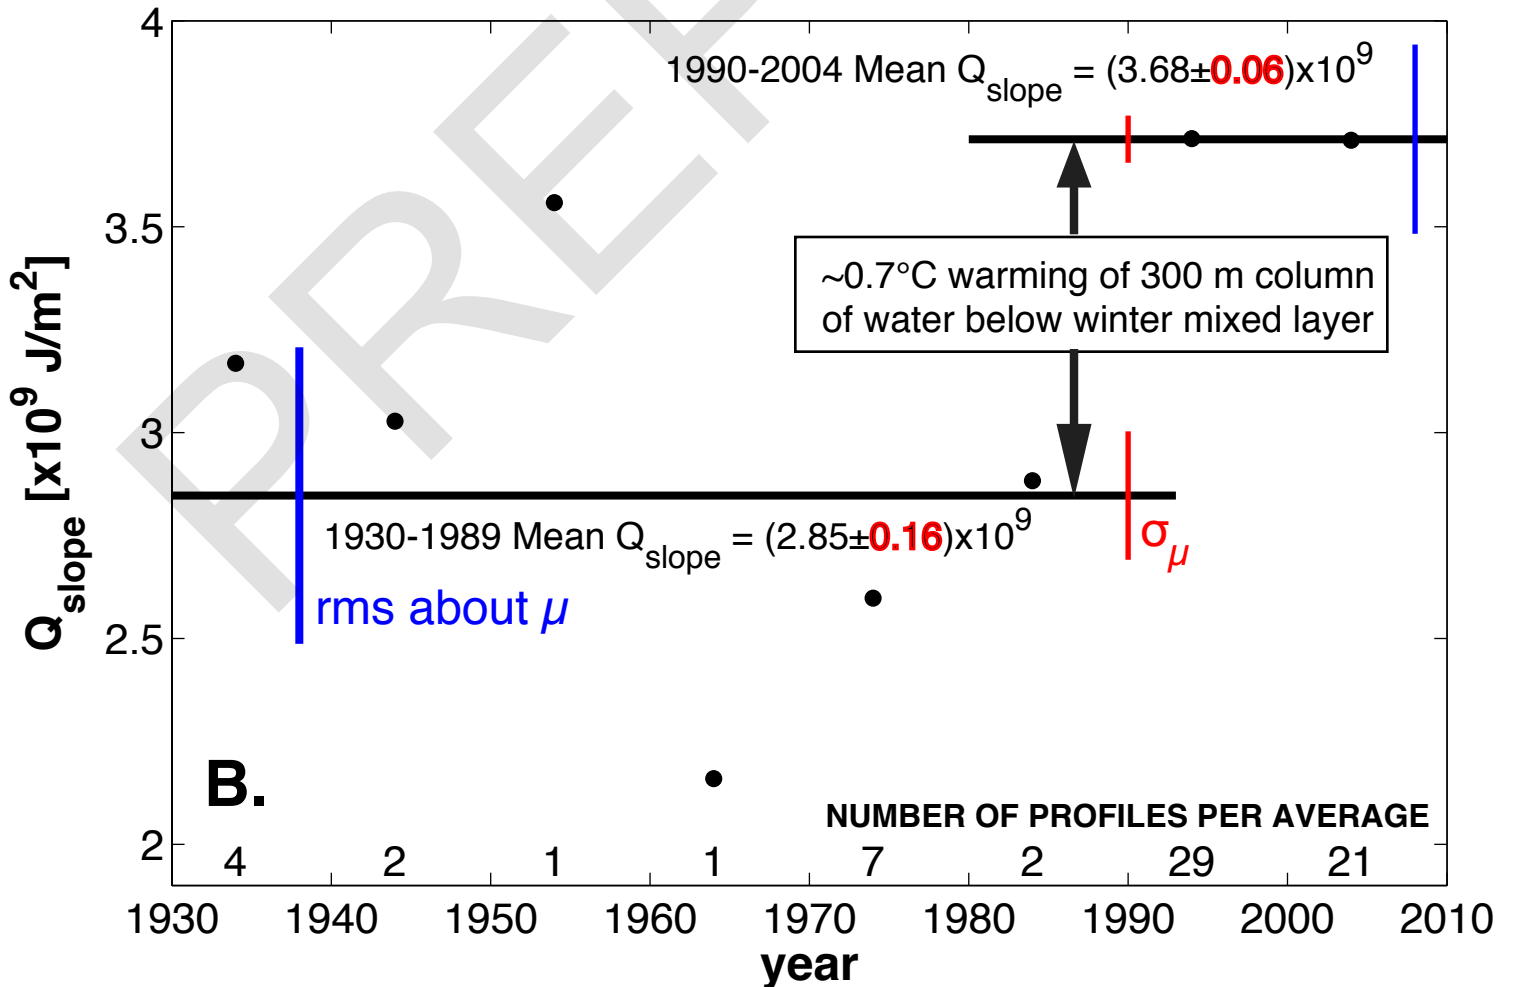 PREP
4
1990-2004 Mean Qslope = (3.68±0.06)x10^9
3.5
~0.7°C warming of 300 m column
of water below winter mixed layer
Qslope [x10^9 J/m^2]
3
1930-1989 Mean Qslope = (2.85±0.16)x10^9
σμ
rms about μ
2.5
B.
NUMBER OF PROFILES PER AVERAGE
2
4 2 1 1 7 2 29 21
1930 1940 1950 1960 1970 1980 1990 2000 2010
year